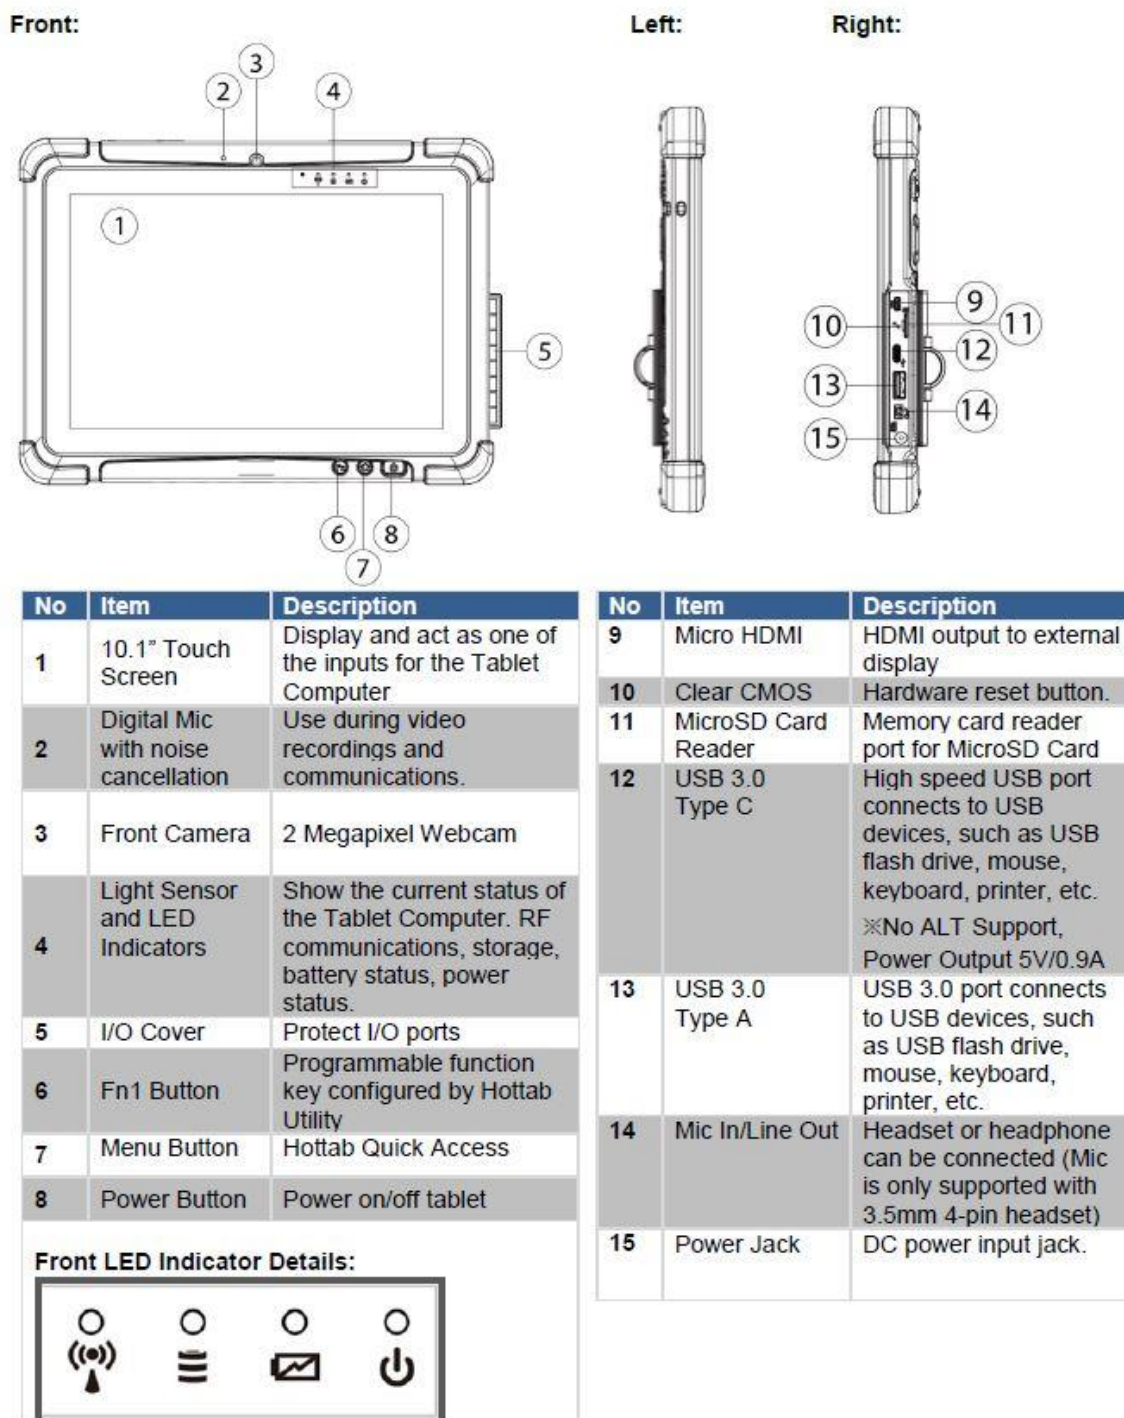 Front:
Left:
Right:
3
2
4
1
5
6
8
7
9
10
11
12
13
14
15
No Item Description
1 10.1” Touch Screen Display and act as one of
the inputs for the Tablet
Computer
2 Digital Mic
with noise
cancellation
Use during video
recordings and
communications.
3 Front Camera 2 Megapixel Webcam
4 Light Sensor
and LED
Indicators
Show the current status of
the Tablet Computer. RF
communications, storage,
battery status, power
status.
5 I/O Cover Protect I/O ports
6 Fn1 Button Programmable function
key configured by Hottab
Utility
7 Menu Button Hottab Quick Access
8 Power Button Power on/off tablet
Front LED Indicator Details:
No Item Description
9 Micro HDMI HDMI output to external
display
10 Clear CMOS Hardware reset button.
11 MicroSD Card
Reader
Memory card reader
port for MicroSD Card
12 USB 3.0
Type C
High speed USB port
connects to USB
devices, such as USB
flash drive, mouse,
keyboard, printer, etc.
※No ALT Support,
Power Output 5V/0.9A
13 USB 3.0
Type A
USB 3.0 port connects
to USB devices, such
as USB flash drive,
mouse, keyboard,
printer, etc.
14 Mic In/Line Out Headset or headphone
can be connected (Mic
is only supported with
3.5mm 4-pin headset)
15 Power Jack DC power input jack.